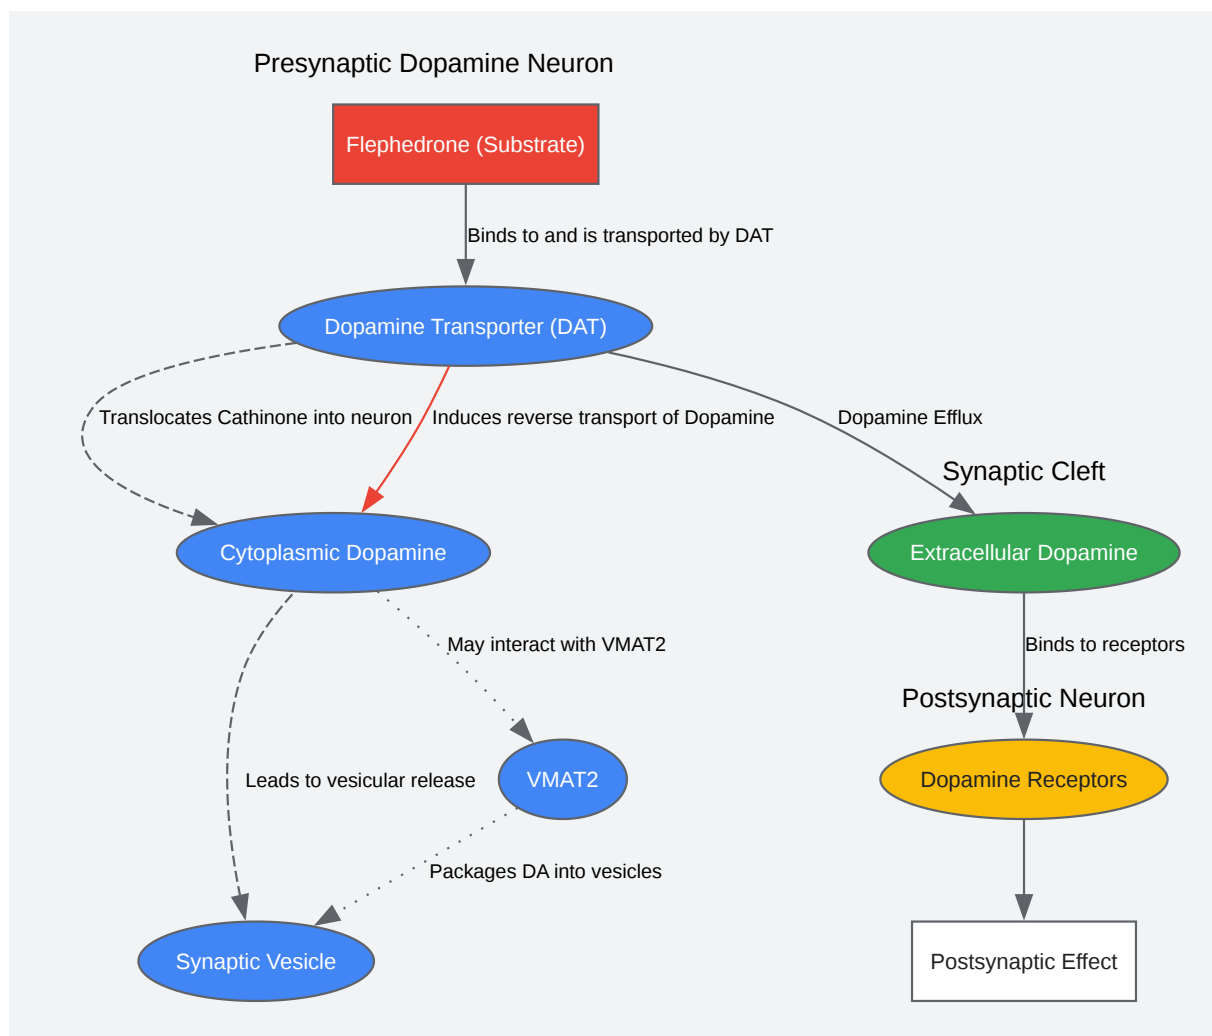 Presynaptic Dopamine Neuron
Flephedrone (Substrate)
Binds to and is transported by DAT
Dopamine Transporter (DAT)
Translocates Cathinone into neuron
Induces reverse transport of Dopamine
Dopamine Efflux
Synaptic Cleft
Cytoplasmic Dopamine
Extracellular Dopamine
May interact with VMAT2
Binds to receptors
Postsynaptic Neuron
Leads to vesicular release
VMAT2
Dopamine Receptors
Packages DA into vesicles
Synaptic Vesicle
Postsynaptic Effect